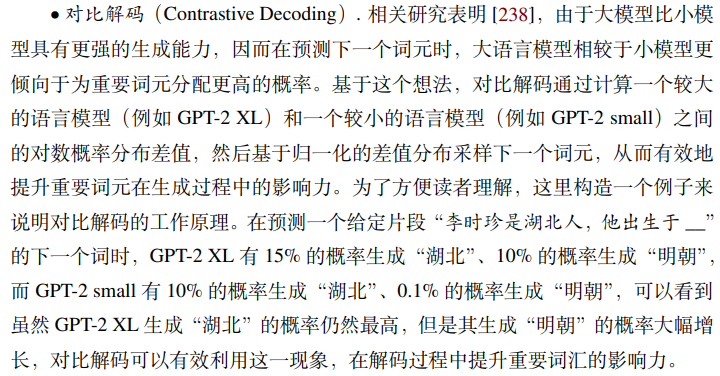 • 对比解码（Contrastive Decoding）. 相关研究表明 [238]，由于大模型比小模
型具有更强的生成能力，因而在预测下一个词元时，大语言模型相较于小模型更
倾向于为重要词元分配更高的概率。基于这个想法，对比解码通过计算一个较大
的语言模型（例如 GPT-2 XL）和一个较小的语言模型（例如 GPT-2 small）之间
的对数概率分布差值，然后基于归一化的差值分布采样下一个词元，从而有效地
提升重要词元在生成过程中的影响力。为了方便读者理解，这里构造一个例子来
说明对比解码的工作原理。在预测一个给定片段“李时珍是湖北人，他出生于 __”
的下一个词时，GPT-2 XL 有 15% 的概率生成“湖北”、10% 的概率生成“明朝”，
而 GPT-2 small 有 10% 的概率生成“湖北”、0.1% 的概率生成“明朝”，可以看到
虽然 GPT-2 XL 生成“湖北”的概率仍然最高，但是其生成“明朝”的概率大幅增
长，对比解码可以有效利用这一现象，在解码过程中提升重要词汇的影响力。